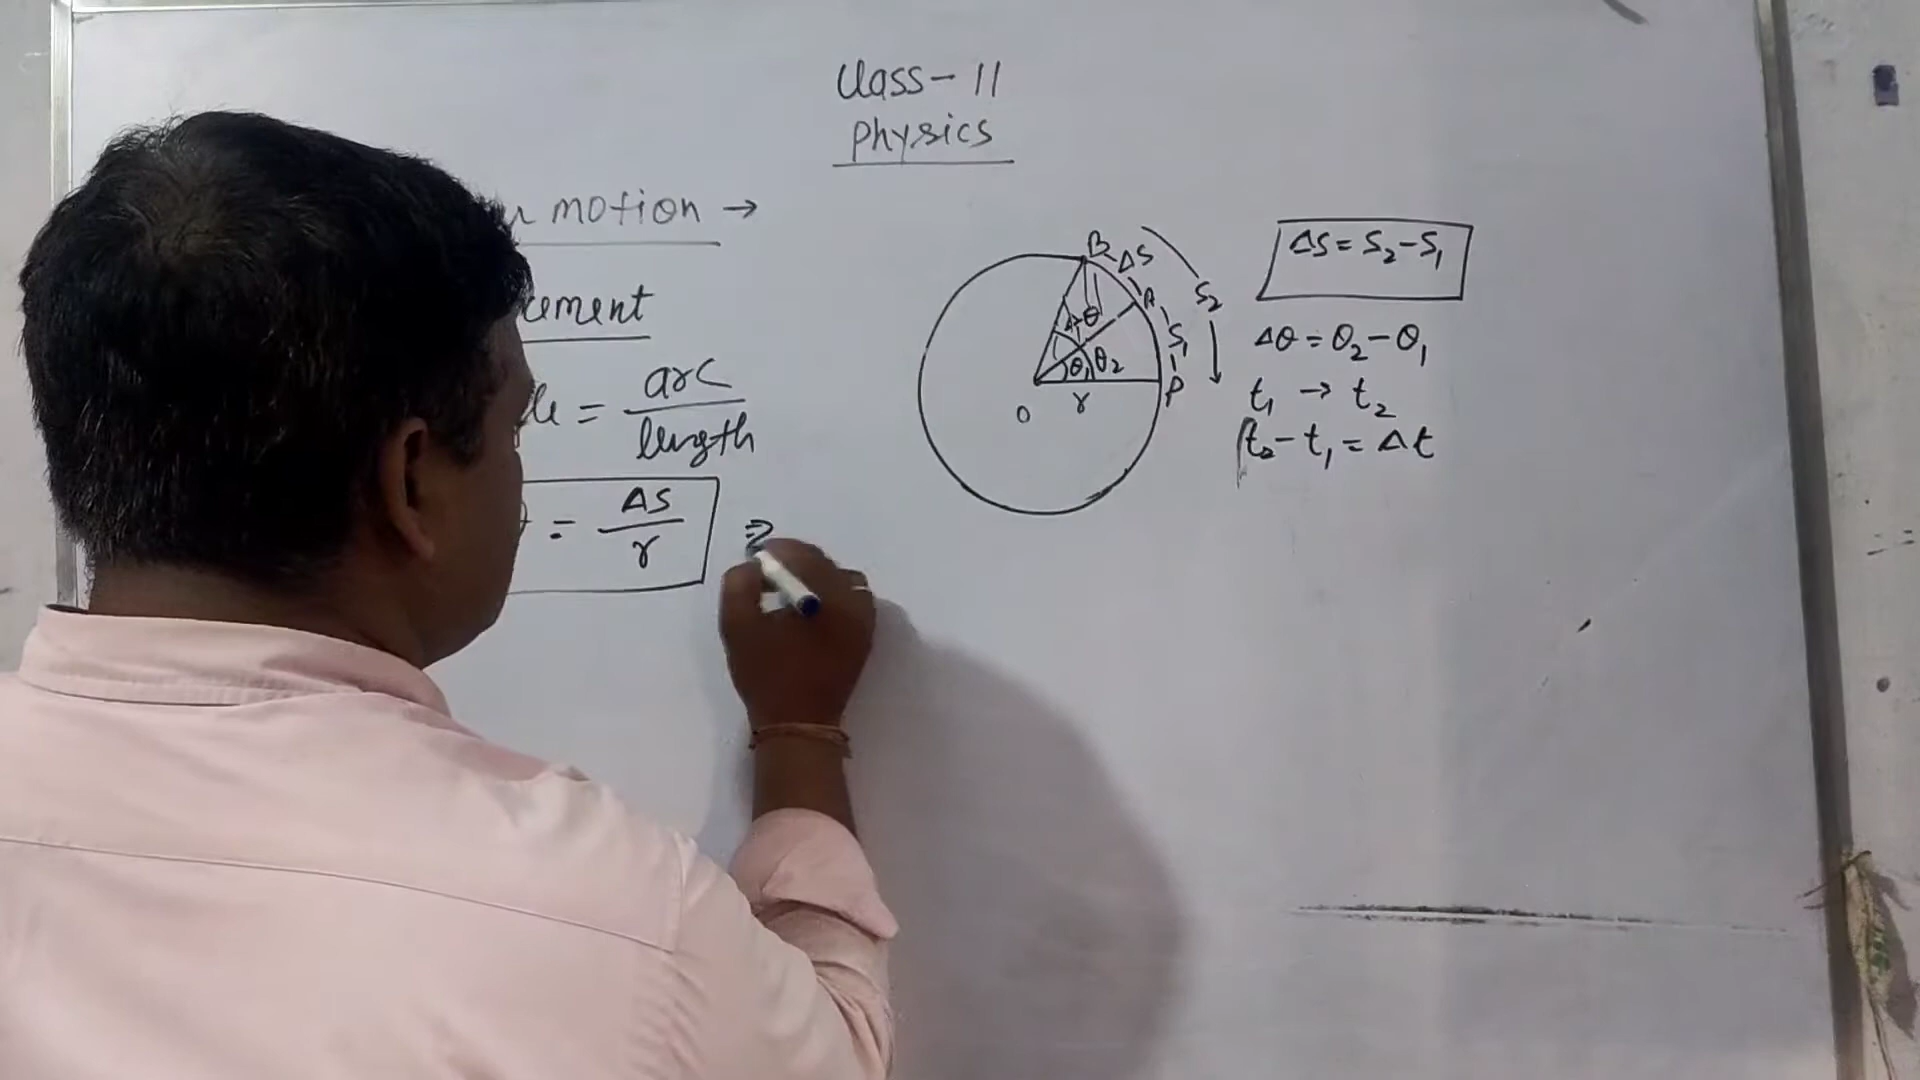 Class - 11
Physics
motion →
= arc / length
= ΔS / r ⇒
B
ΔS
A
S₂
S₁
Δθ
θ₁
θ₂
P
O
r
ΔS = S₂ - S₁
Δθ = θ₂ - θ₁
t₁ → t₂
t₂ - t₁ = Δt